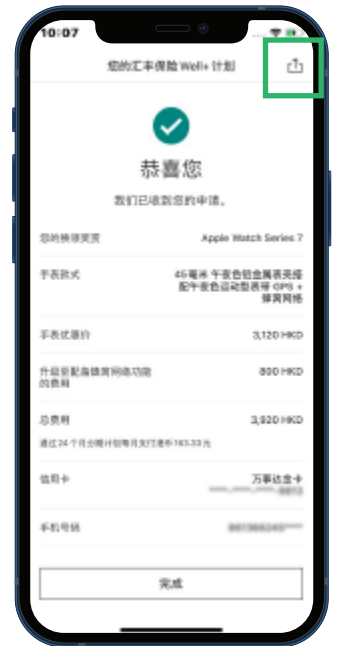 10:07
您的汇丰保险 Well+ 计划
恭喜您
我们已收到您的申请。
您的换领奖赏 Apple Watch Series 7
手表款式 45毫米 午夜色铝金属表壳搭
配午夜色运动型表带 GPS +
蜂窝网络
手表优惠价 3,120 HKD
升级至配备蜂窝网络功能 800 HKD
的费用
总费用 3,920 HKD
通过24个月分期计划每月支付港币163.33元
信用卡 万事达金卡
手机号码
完成